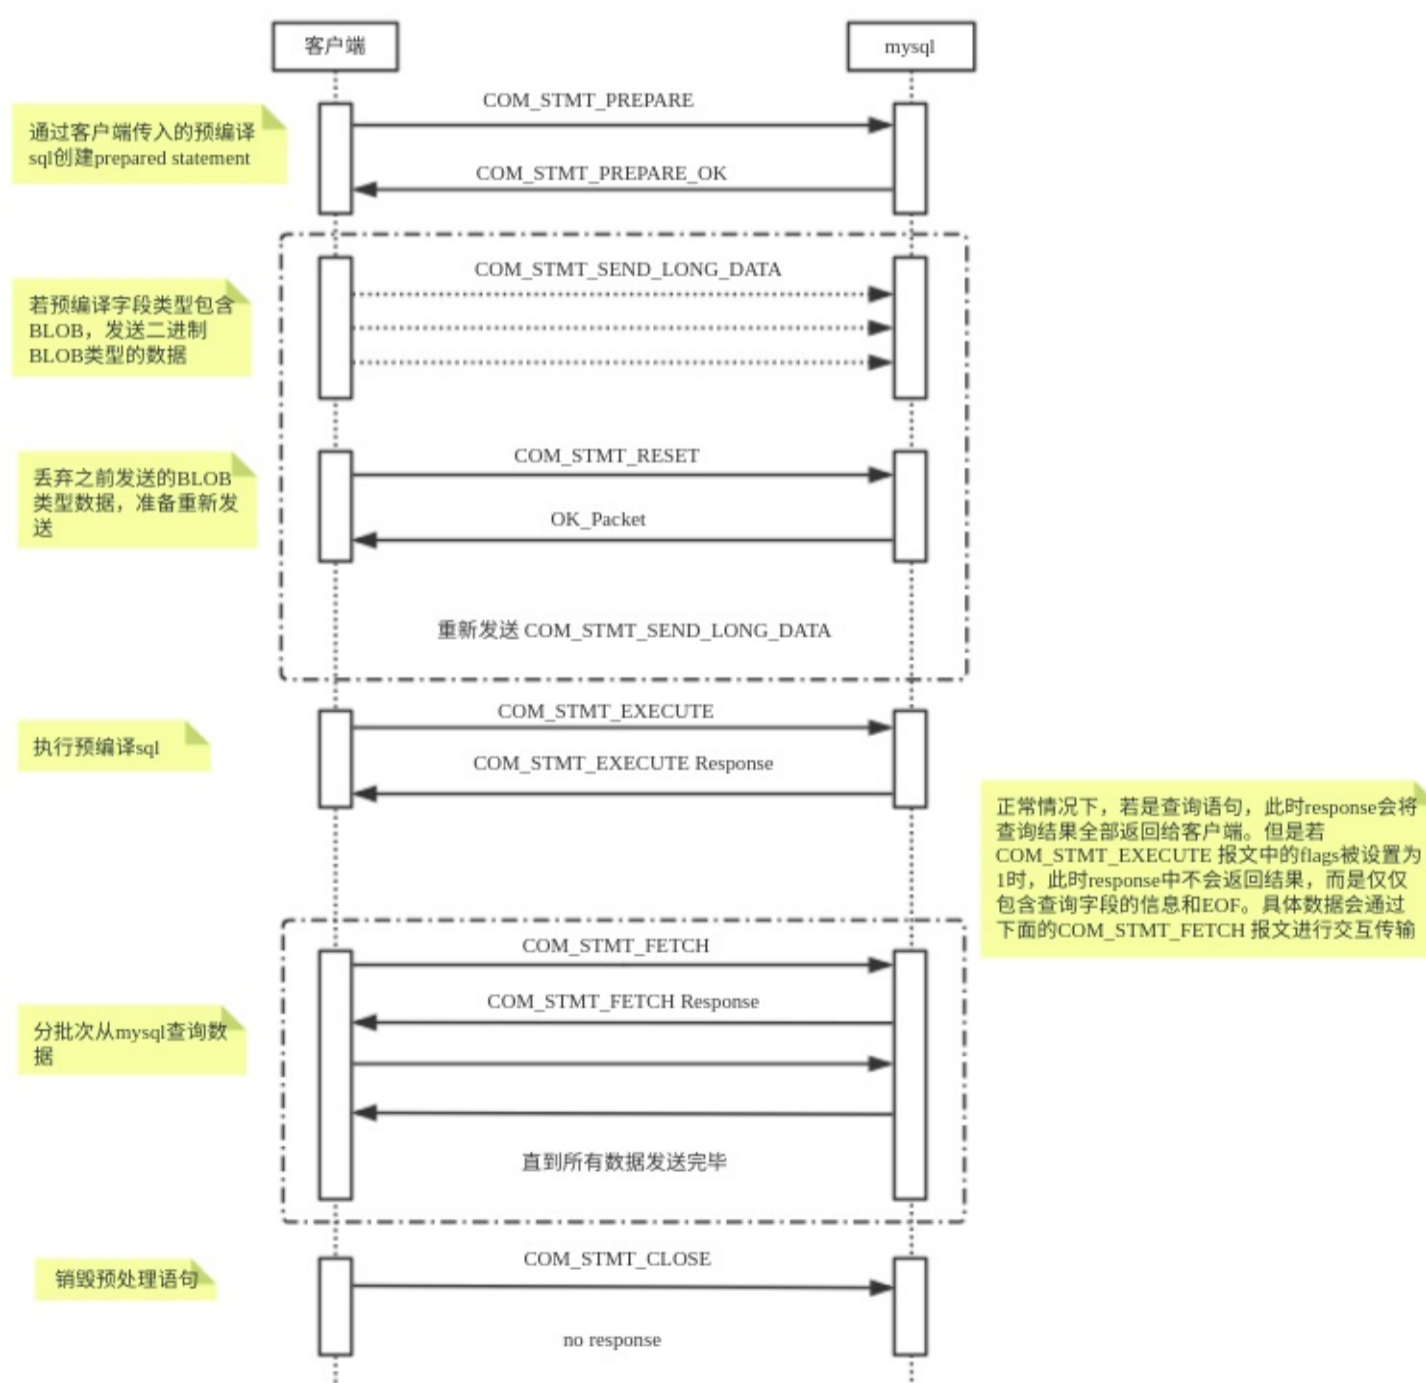 客户端
mysql
COM_STMT_PREPARE
通过客户端传入的预编译
sql创建prepared statement
COM_STMT_PREPARE_OK
COM_STMT_SEND_LONG_DATA
若预编译字段类型包含
BLOB，发送二进制
BLOB类型的数据
COM_STMT_RESET
丢弃之前发送的BLOB
类型数据，准备重新发
送
OK_Packet
重新发送 COM_STMT_SEND_LONG_DATA
COM_STMT_EXECUTE
执行预编译sql
COM_STMT_EXECUTE Response
正常情况下，若是查询语句，此时response会将
查询结果全部返回给客户端。但是若
COM_STMT_EXECUTE 报文中的flags被设置为
1时，此时response中不会返回结果，而是仅仅
包含查询字段的信息和EOF。具体数据会通过
下面的COM_STMT_FETCH 报文进行交互传输
COM_STMT_FETCH
COM_STMT_FETCH Response
分批次从mysql查询数
据
直到所有数据发送完毕
COM_STMT_CLOSE
销毁预处理语句
no response